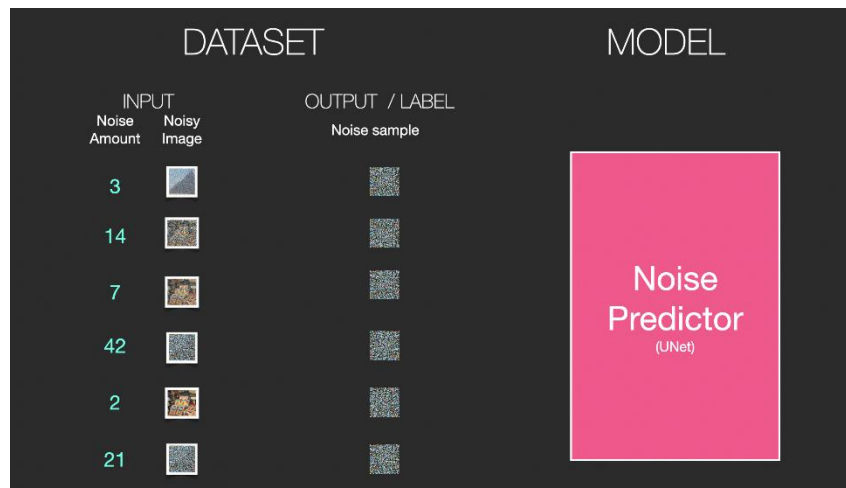 DATASET
MODEL
INPUT
OUTPUT / LABEL
Noise Amount
Noisy Image
Noise sample
3
14
7
42
2
21
Noise
Predictor
(UNet)